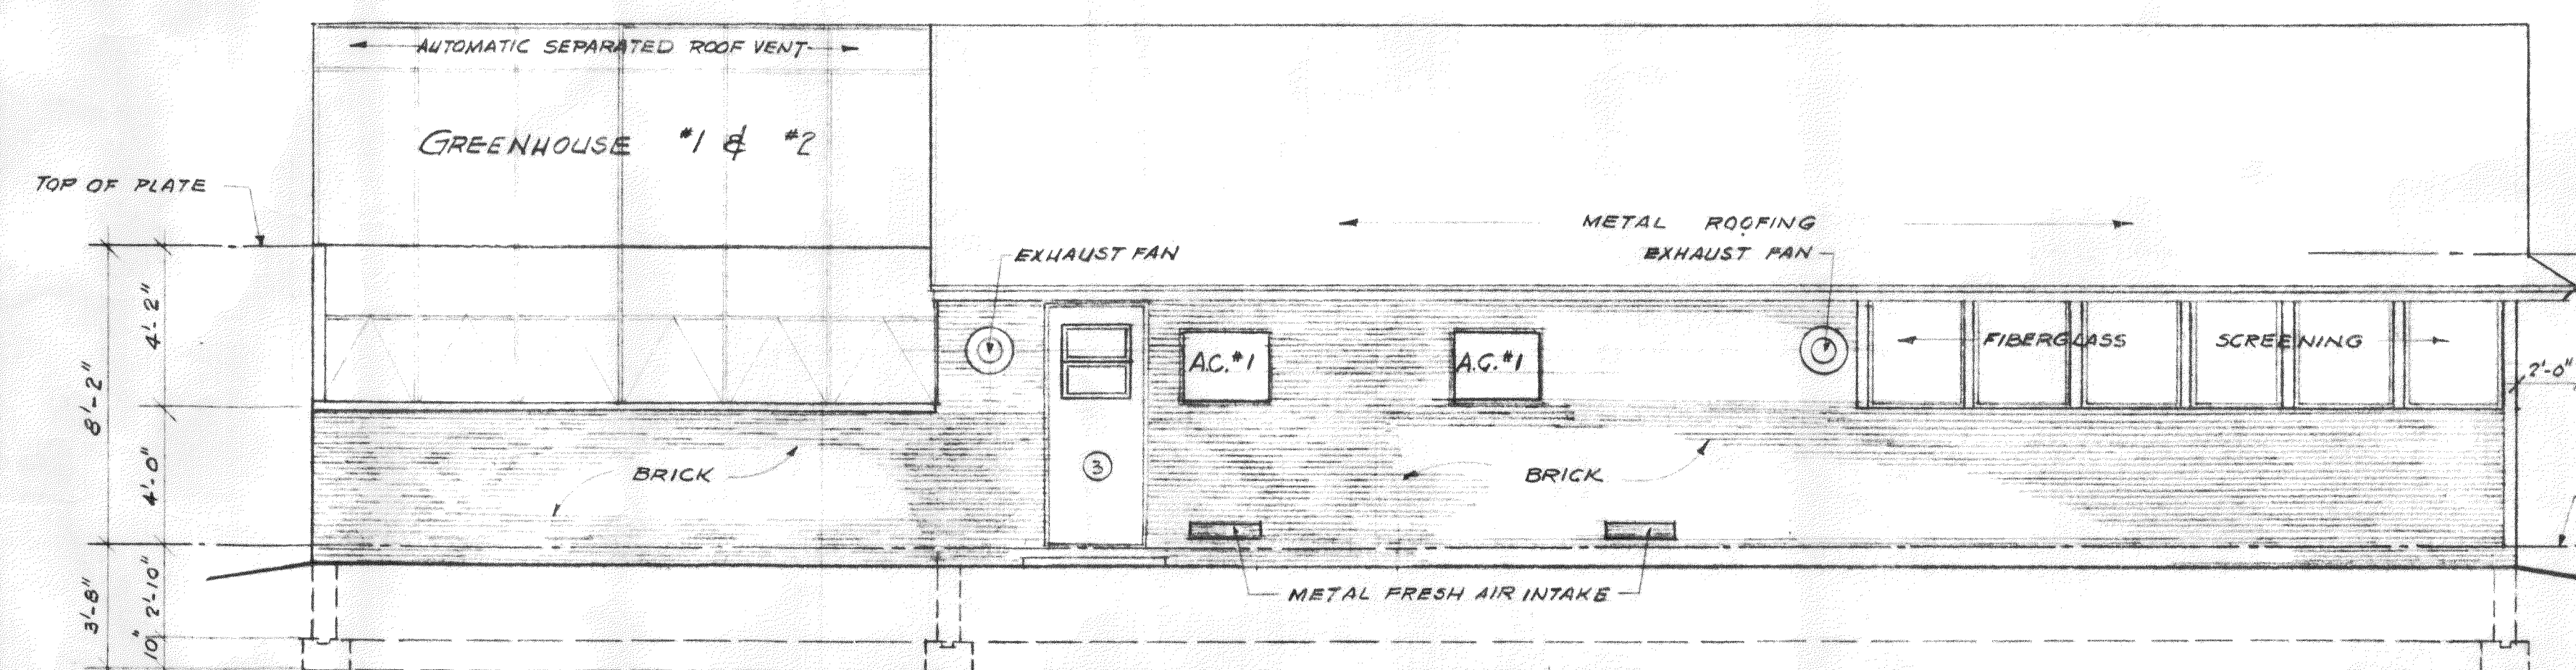 AUTOMATIC SEPARATED ROOF VENT
GREENHOUSE #1 & #2
TOP OF PLATE
METAL ROOFING
EXHAUST FAN
EXHAUST FAN
4'-2"
8'-2"
4'-0"
A.C.#1
A.C.#1
FIBERGLASS SCREENING
2'-0"
BRICK
3
BRICK
METAL FRESH AIR INTAKE
3'-8"
2'-10"
10"